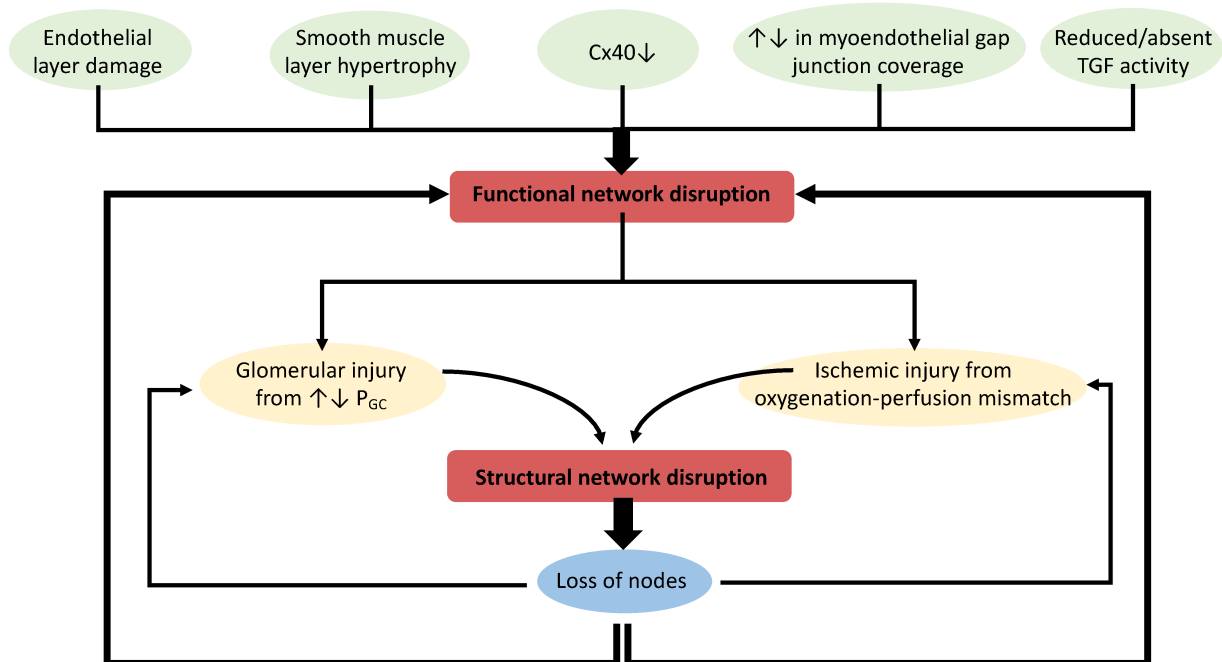 Endothelial
layer damage
Smooth muscle
layer hypertrophy
Cx40↓
↑↓ in myoendothelial gap
junction coverage
Reduced/absent
TGF activity
Functional network disruption
Glomerular injury
from ↑↓ PGC
Ischemic injury from
oxygenation-perfusion mismatch
Structural network disruption
Loss of nodes